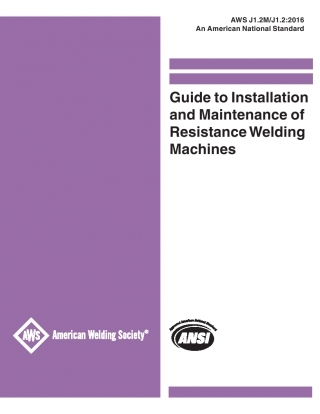 AWS J1.2M/J1.2:2016
An American National Standard
Guide to Installation
and Maintenance of
Resistance Welding
Machines
AWS
American Welding Society®
ANSI